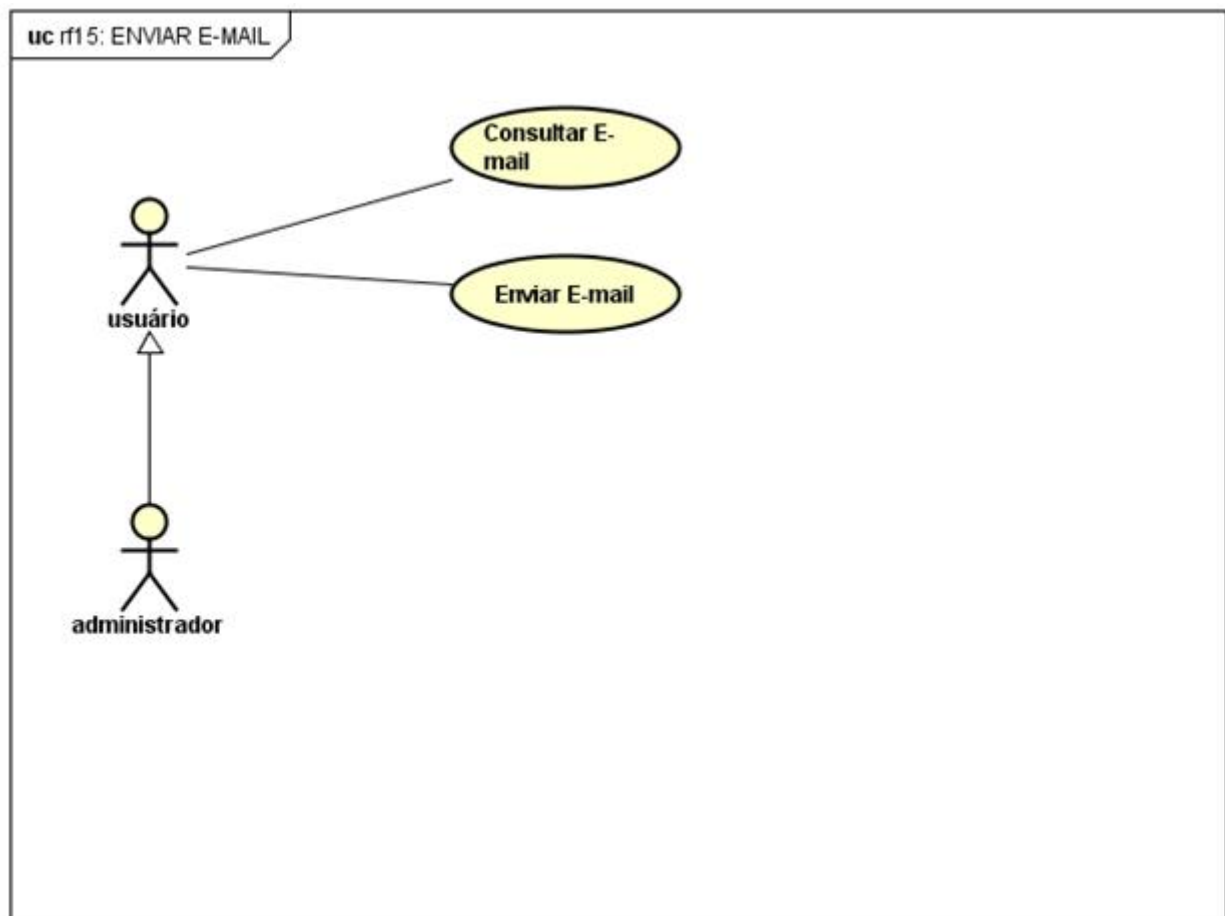 uc rf15: ENVIAR E-MAIL
Consultar E-
mail
Enviar E-mail
usuário
administrador